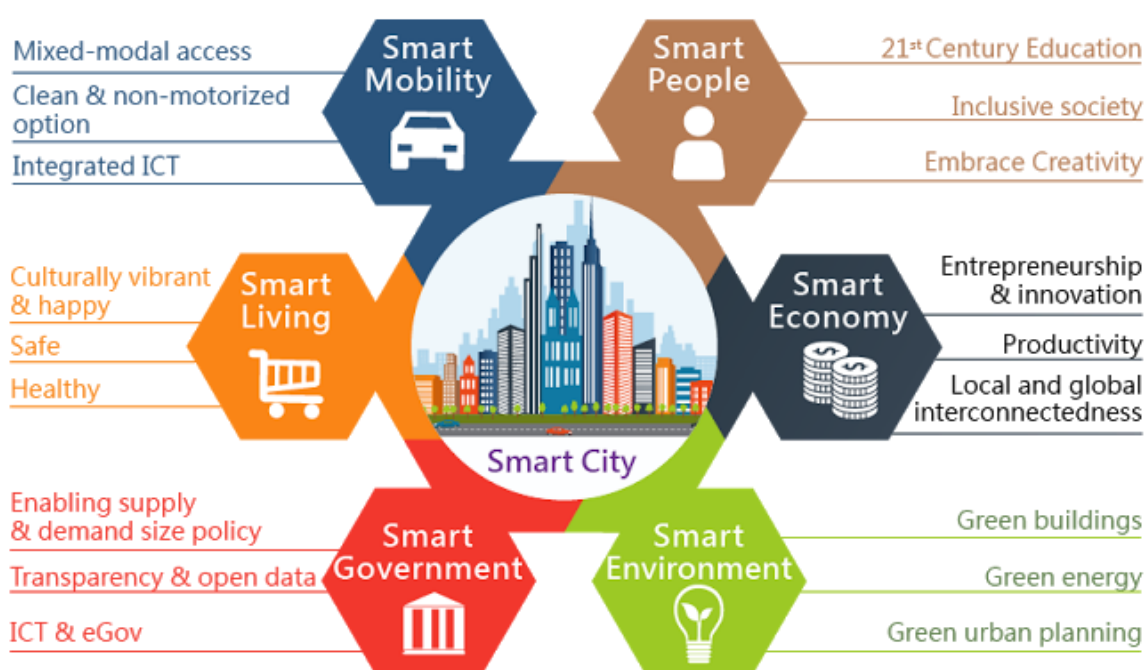 Smart
Mobility
Mixed-modal access
Clean & non-motorized
option
Integrated ICT
Smart
People
21st Century Education
Inclusive society
Embrace Creativity
Smart
Living
Culturally vibrant
& happy
Safe
Healthy
Smart
Economy
Entrepreneurship
& innovation
Productivity
Local and global
interconnectedness
Smart City
Smart
Government
Enabling supply
& demand size policy
Transparency & open data
ICT & eGov
Smart
Environment
Green buildings
Green energy
Green urban planning